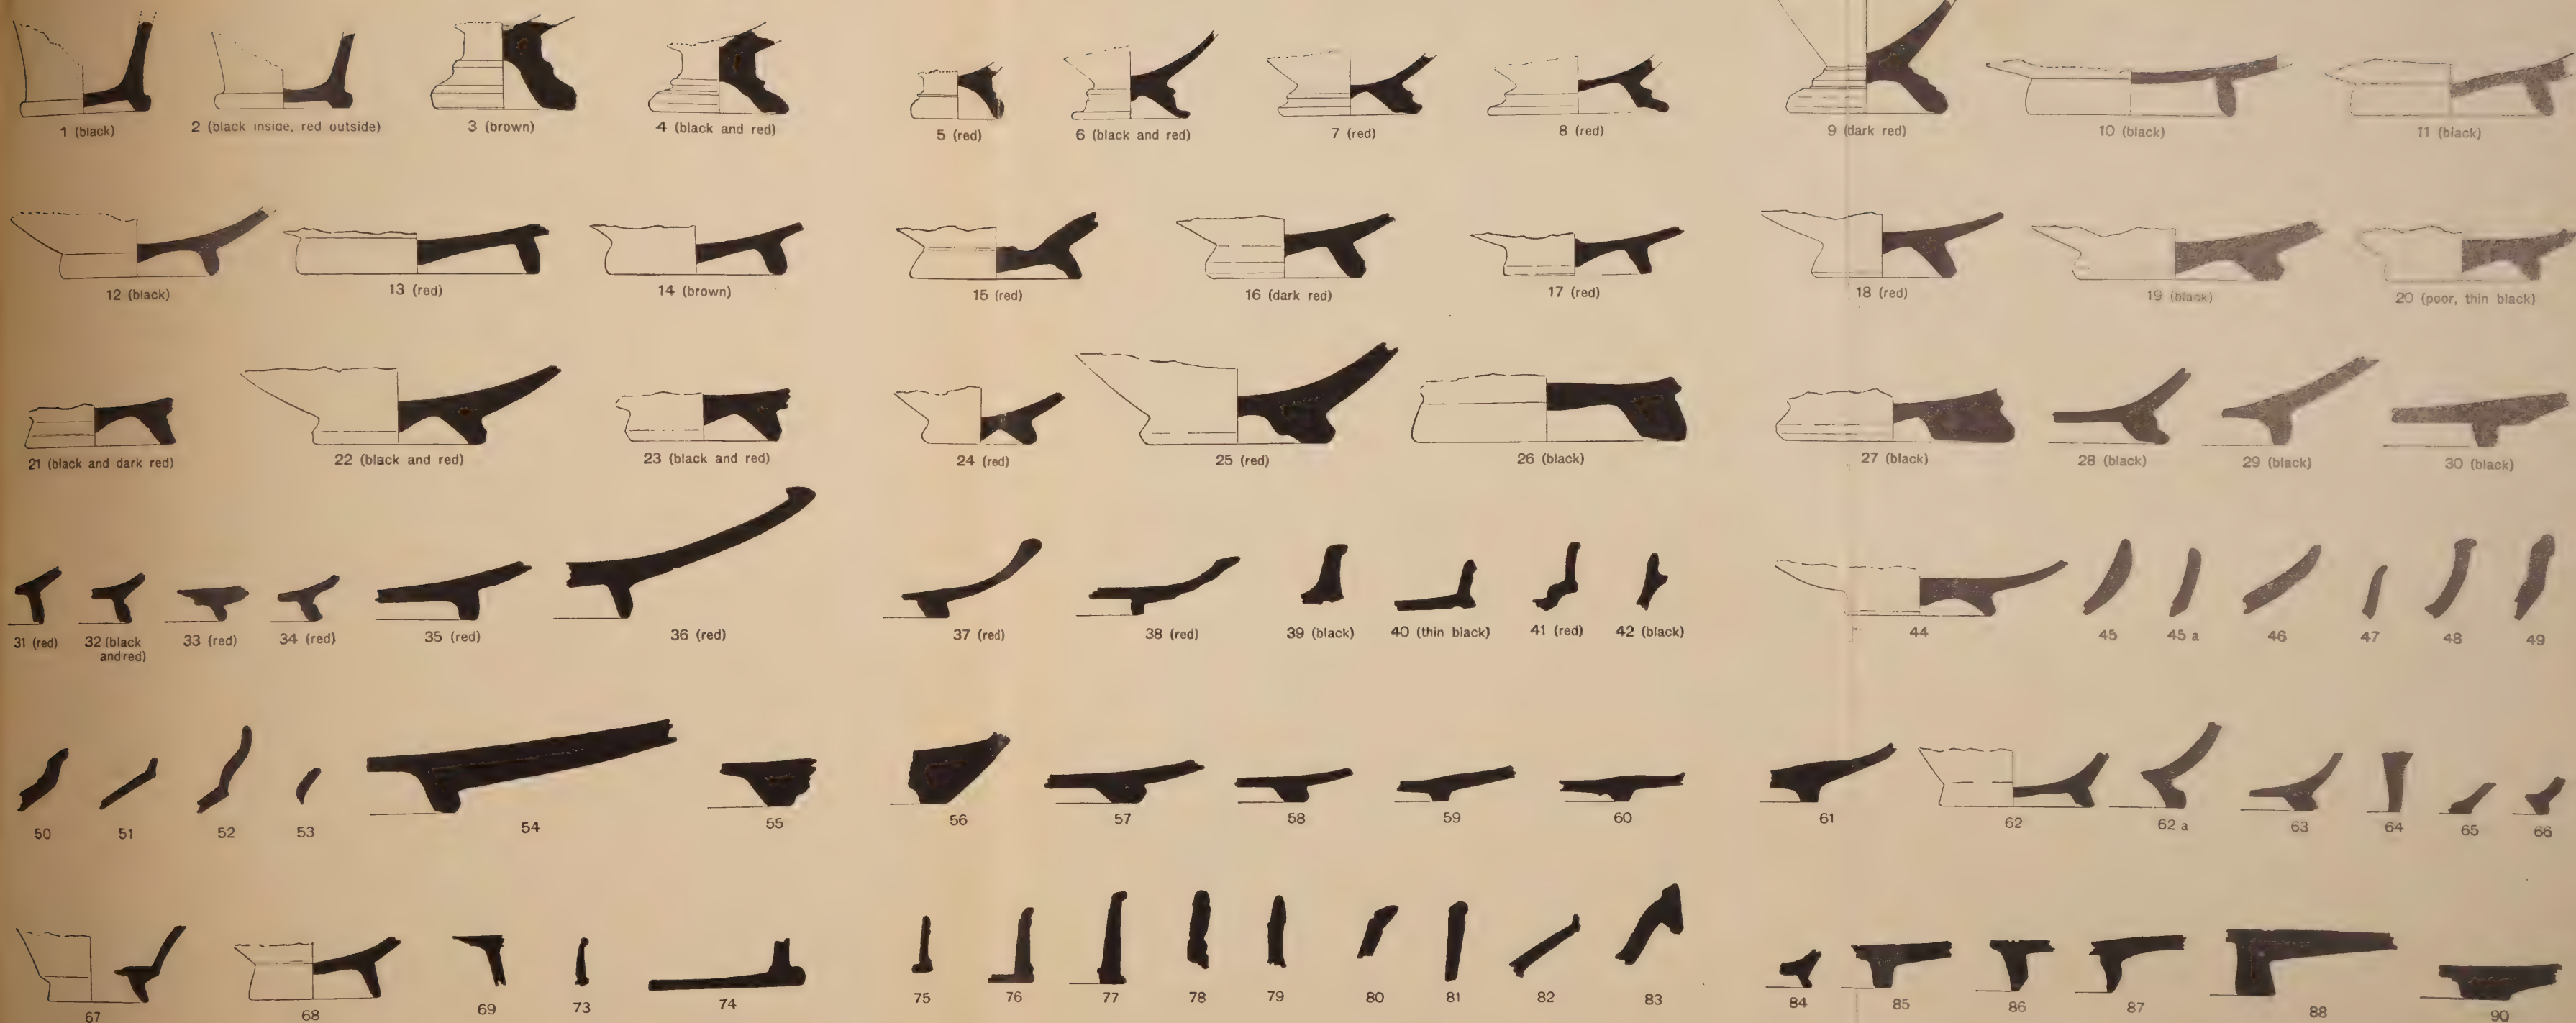 1 (black)
2 (black inside, red outside)
3 (brown)
4 (black and red)
5 (red)
6 (black and red)
7 (red)
8 (red)
9 (dark red)
10 (black)
11 (black)
12 (black)
13 (red)
14 (brown)
15 (red)
16 (dark red)
17 (red)
18 (red)
19 (black)
20 (poor, thin black)
21 (black and dark red)
22 (black and red)
23 (black and red)
24 (red)
25 (red)
26 (black)
27 (black)
28 (black)
29 (black)
30 (black)
31 (red)
32 (black
and red)
33 (red)
34 (red)
35 (red)
36 (red)
37 (red)
38 (red)
39 (black)
40 (thin black)
41 (red)
42 (black)
44
45
45 a
46
47
48
49
50
51
52
53
54
55
56
57
58
59
60
61
62
62 a
63
64
65
66
67
68
69
73
74
75
76
77
78
79
80
81
82
83
84
85
86
87
88
90